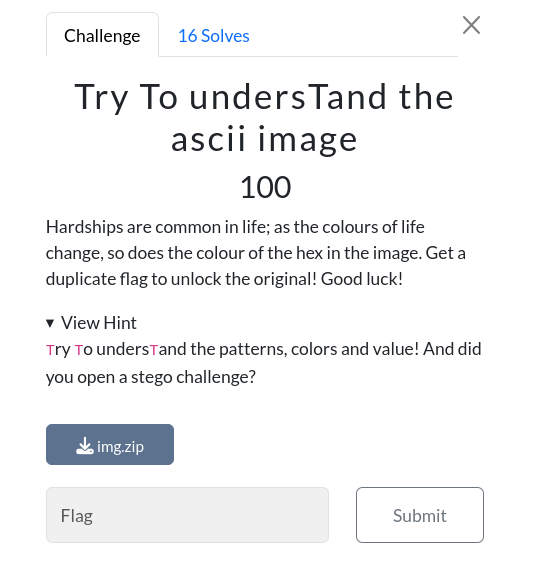 Challenge
16 Solves
Try To undersTand the
ascii image
100
Hardships are common in life; as the colours of life
change, so does the colour of the hex in the image. Get a
duplicate flag to unlock the original! Good luck!
▼ View Hint
Try To undersTand the patterns, colors and value! And did
you open a stego challenge?
img.zip
Flag
Submit